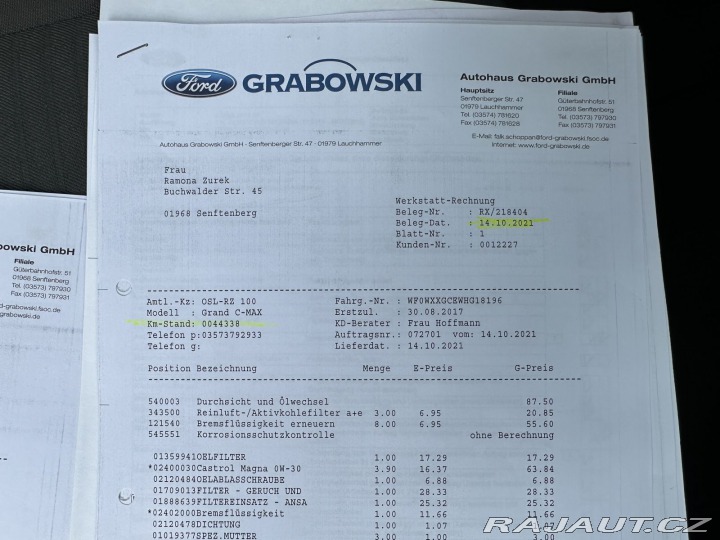 Ford GRABOWSKI
Autohaus Grabowski GmbH
Hauptsitz
Senftenberger Str. 47
01979 Lauchhammer
Tel. (03574) 781620
Fax (03574) 781628
Filiale
Güterbahnhofstr. 51
01968 Senftenberg
Tel. (03573) 797930
Fax (03573) 797931
E-Mail: falk.schoppan@ford-grabowski.fsoc.de
Internet: www.ford-grabowski.de
Autohaus Grabowski GmbH - Senftenberger Str. 47 - 01979 Lauchhammer
Frau
Ramona Zurek
Buchwalder Str. 45
01968 Senftenberg
Werkstatt-Rechnung
Beleg-Nr. : RX/218404
Beleg-Dat. : 14.10.2021
Blatt-Nr. : 1
Kunden-Nr. : 0012227
Amtl.-Kz: OSL-RZ 100 Fahrg.-Nr. : WF0WXXGCEWHG18196
Modell : Grand C-MAX Erstzul. : 30.08.2017
Km-Stand: 0044338 KD-Berater : Frau Hoffmann
Telefon p:03573792933 Auftragsnr.: 072701 vom: 14.10.2021
Telefon g: Lieferdat. : 14.10.2021
Position Bezeichnung Menge E-Preis G-Preis
540003 Durchsicht und Ölwechsel 87.50
343500 Reinluft-/Aktivkohlefilter a+e 3.00 6.95 20.85
121540 Bremsflüssigkeit erneuern 8.00 6.95 55.60
545551 Korrosionsschutzkontrolle ohne Berechnung
01359941OELFILTER 1.00 17.29 17.29
*02400030Castrol Magna 0W-30 3.90 16.37 63.84
02120484OELABLASSCHRAUBE 1.00 6.88 6.88
01709013FILTER - GERUCH UND 1.00 28.33 28.33
01888639FILTEREINSATZ - ANSA 1.00 25.32 25.32
*02402000Bremsflüssigkeit 1.00 11.66 11.66
02120478DICHTUNG 1.00 1.07 1.07
01019377SPEZ.MUTTER 1.00 3.00 3.00
abowski GmbH
Filiale
Güterbahnhofstr. 51
01968 Senftenberg
Tel. (03573) 797930
Fax (03573) 797931
owski.fsoc.de
bowski.de
RAJAUT.CZ